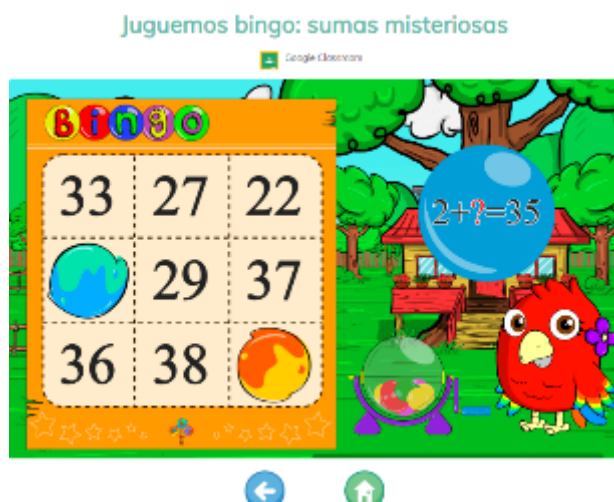 Juguemos bingo: sumas misteriosas
Google Classroom
Bingo
33 27 22
2+?=35
29 37
36 38